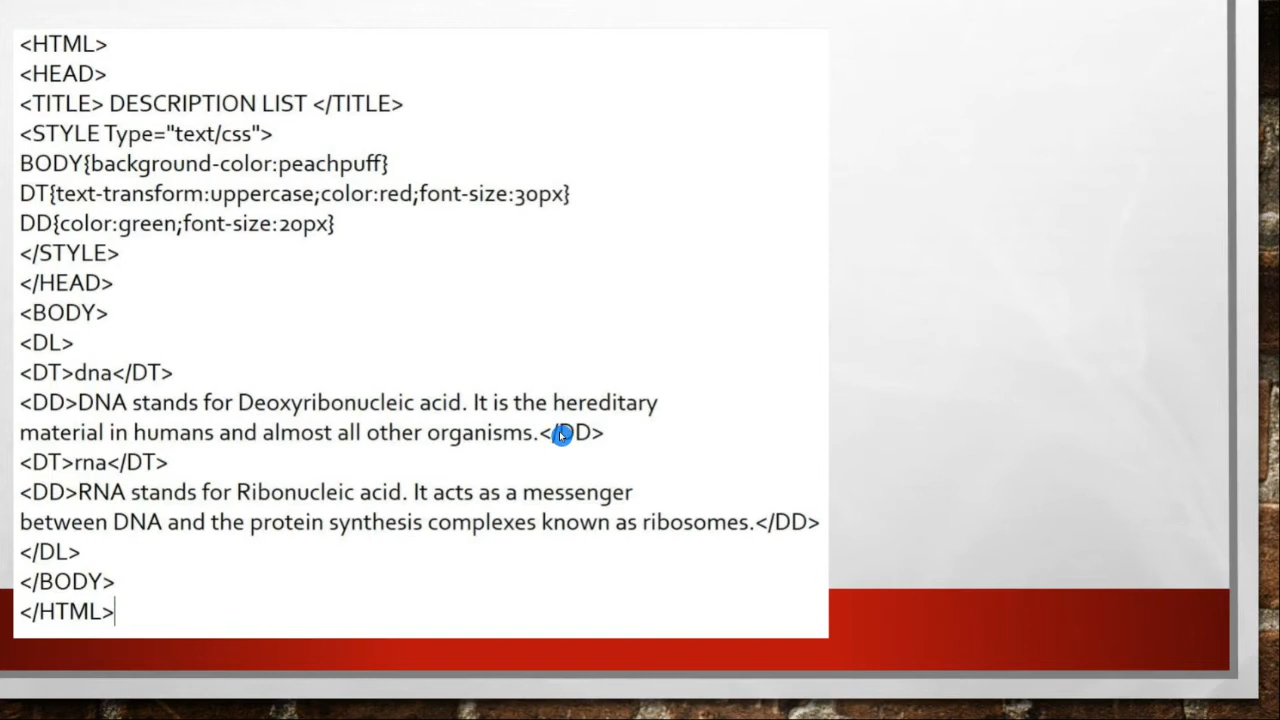 <HTML>
<HEAD>
<TITLE> DESCRIPTION LIST </TITLE>
<STYLE Type="text/css">
BODY{background-color:peachpuff}
DT{text-transform:uppercase;color:red;font-size:30px}
DD{color:green;font-size:20px}
</STYLE>
</HEAD>
<BODY>
<DL>
<DT>dna</DT>
<DD>DNA stands for Deoxyribonucleic acid. It is the hereditary
material in humans and almost all other organisms.</DD>
<DT>rna</DT>
<DD>RNA stands for Ribonucleic acid. It acts as a messenger
between DNA and the protein synthesis complexes known as ribosomes.</DD>
</DL>
</BODY>
</HTML>